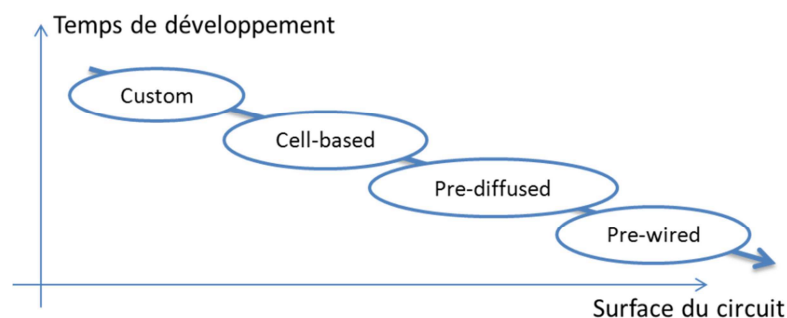 Temps de développement
Custom
Cell-based
Pre-diffused
Pre-wired
Surface du circuit